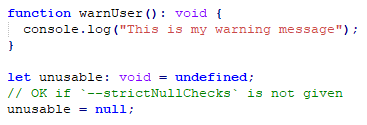 function warnUser(): void {
  console.log("This is my warning message");
}
let unusable: void = undefined;
// OK if `--strictNullChecks` is not given
unusable = null;